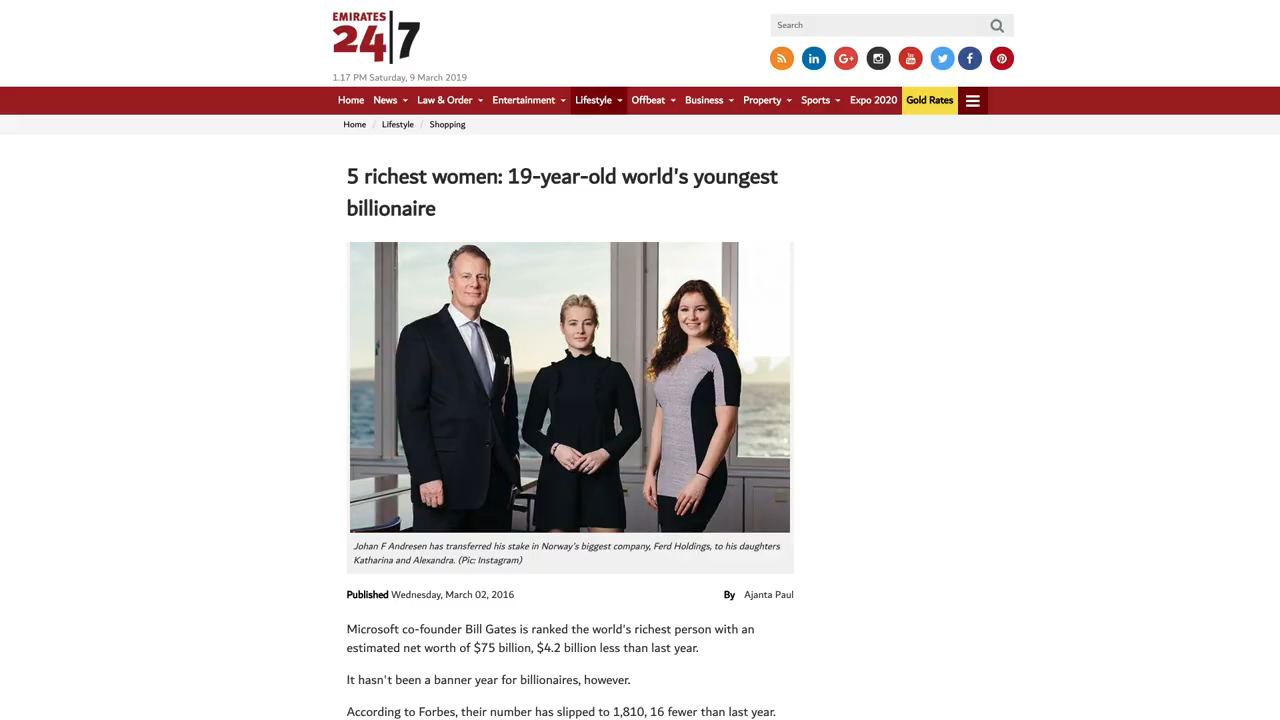 EMIRATES
24|7
Search
1.17 PM Saturday, 9 March 2019
Home News Law & Order Entertainment Lifestyle Offbeat Business Property Sports Expo 2020 Gold Rates
Home / Lifestyle / Shopping
5 richest women: 19-year-old world's youngest
billionaire
Johan F Andresen has transferred his stake in Norway's biggest company, Ferd Holdings, to his daughters
Katharina and Alexandra. (Pic: Instagram)
Published Wednesday, March 02, 2016 By Ajanta Paul
Microsoft co-founder Bill Gates is ranked the world's richest person with an
estimated net worth of $75 billion, $4.2 billion less than last year.
It hasn't been a banner year for billionaires, however.
According to Forbes, their number has slipped to 1,810, 16 fewer than last year.